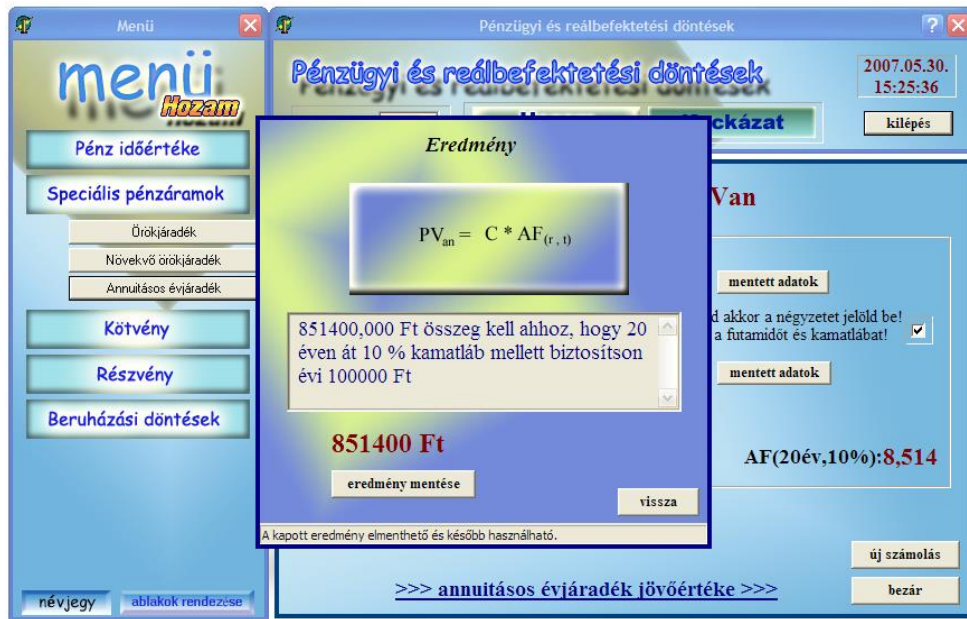 Menü
menü
Hozam
Pénz időértéke
Speciális pénzáramok
Örökjáradék
Növekvő örökjáradék
Annuitásos évjáradék
Kötvény
Részvény
Beruházási döntések
névjegy
ablakok rendezése
Pénzügyi és reálbefektetési döntések
Pénzügyi és reálbefektetési döntések
2007.05.30.
15:25:36
kilépés
Eredmény
PVan = C * AF(r , t)
851400,000 Ft összeg kell ahhoz, hogy 20
éven át 10 % kamatláb mellett biztosítson
évi 100000 Ft
851400 Ft
eredmény mentése
vissza
A kapott eredmény elmenthető és később használható.
mentett adatok
akkor a négyzetet jelöld be!
a futamidőt és kamatlábat!
mentett adatok
AF(20év,10%):8,514
új számolás
>>> annuitásos évjáradék jövőértéke >>>
bezár